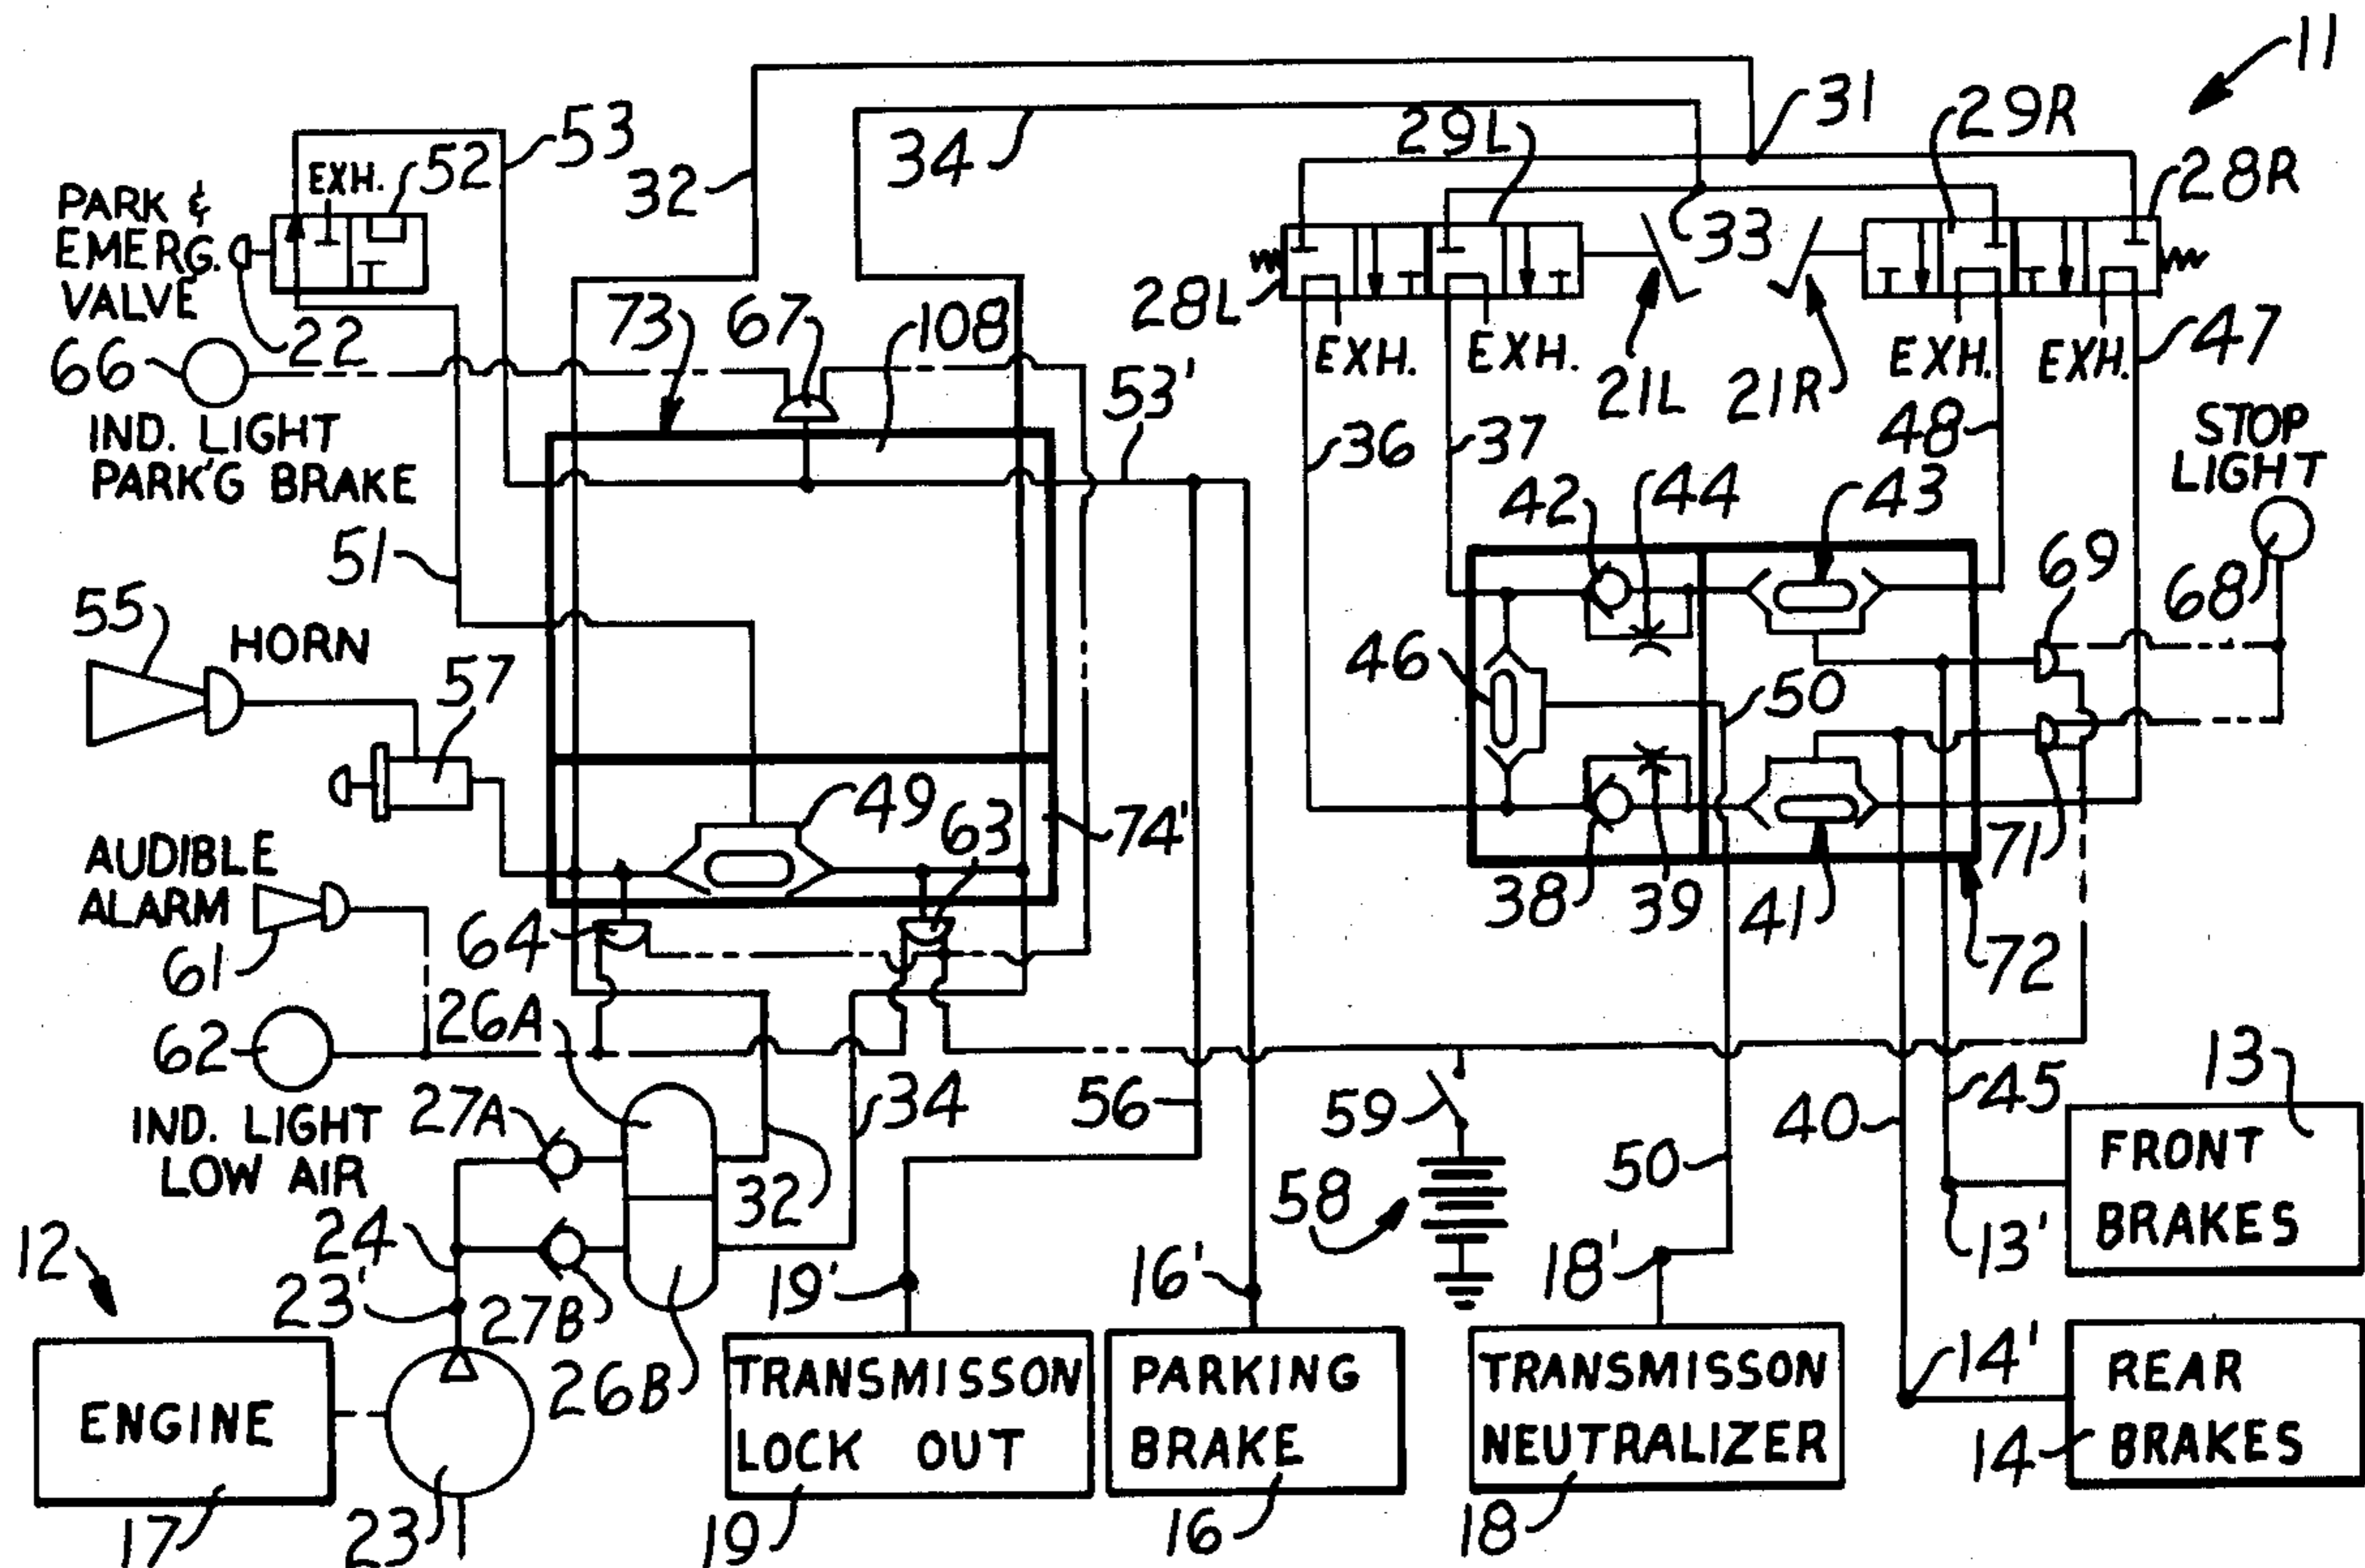 11
31
29R
28R
29L
34
32
53
EXH.
52
PARK &
EMERG.
VALVE
22
33
28L
EXH.
EXH.
21L
21R
EXH.
EXH.
47
48
73
67
108
53'
66
IND. LIGHT
PARK'G BRAKE
36
37
42
44
43
STOP
LIGHT
69
68
51
55
HORN
57
46
50
49
63
74'
71
38
39
41
72
AUDIBLE
ALARM
61
64
26A
62
IND. LIGHT
LOW AIR
27A
34
32
56
59
58
50
40
45
13
FRONT
BRAKES
13'
12
24
23'
27B
26B
19'
16'
18'
14'
ENGINE
17
23
TRANSMISSON
LOCK OUT
19
PARKING
BRAKE
16
TRANSMISSON
NEUTRALIZER
18
REAR
BRAKES
14